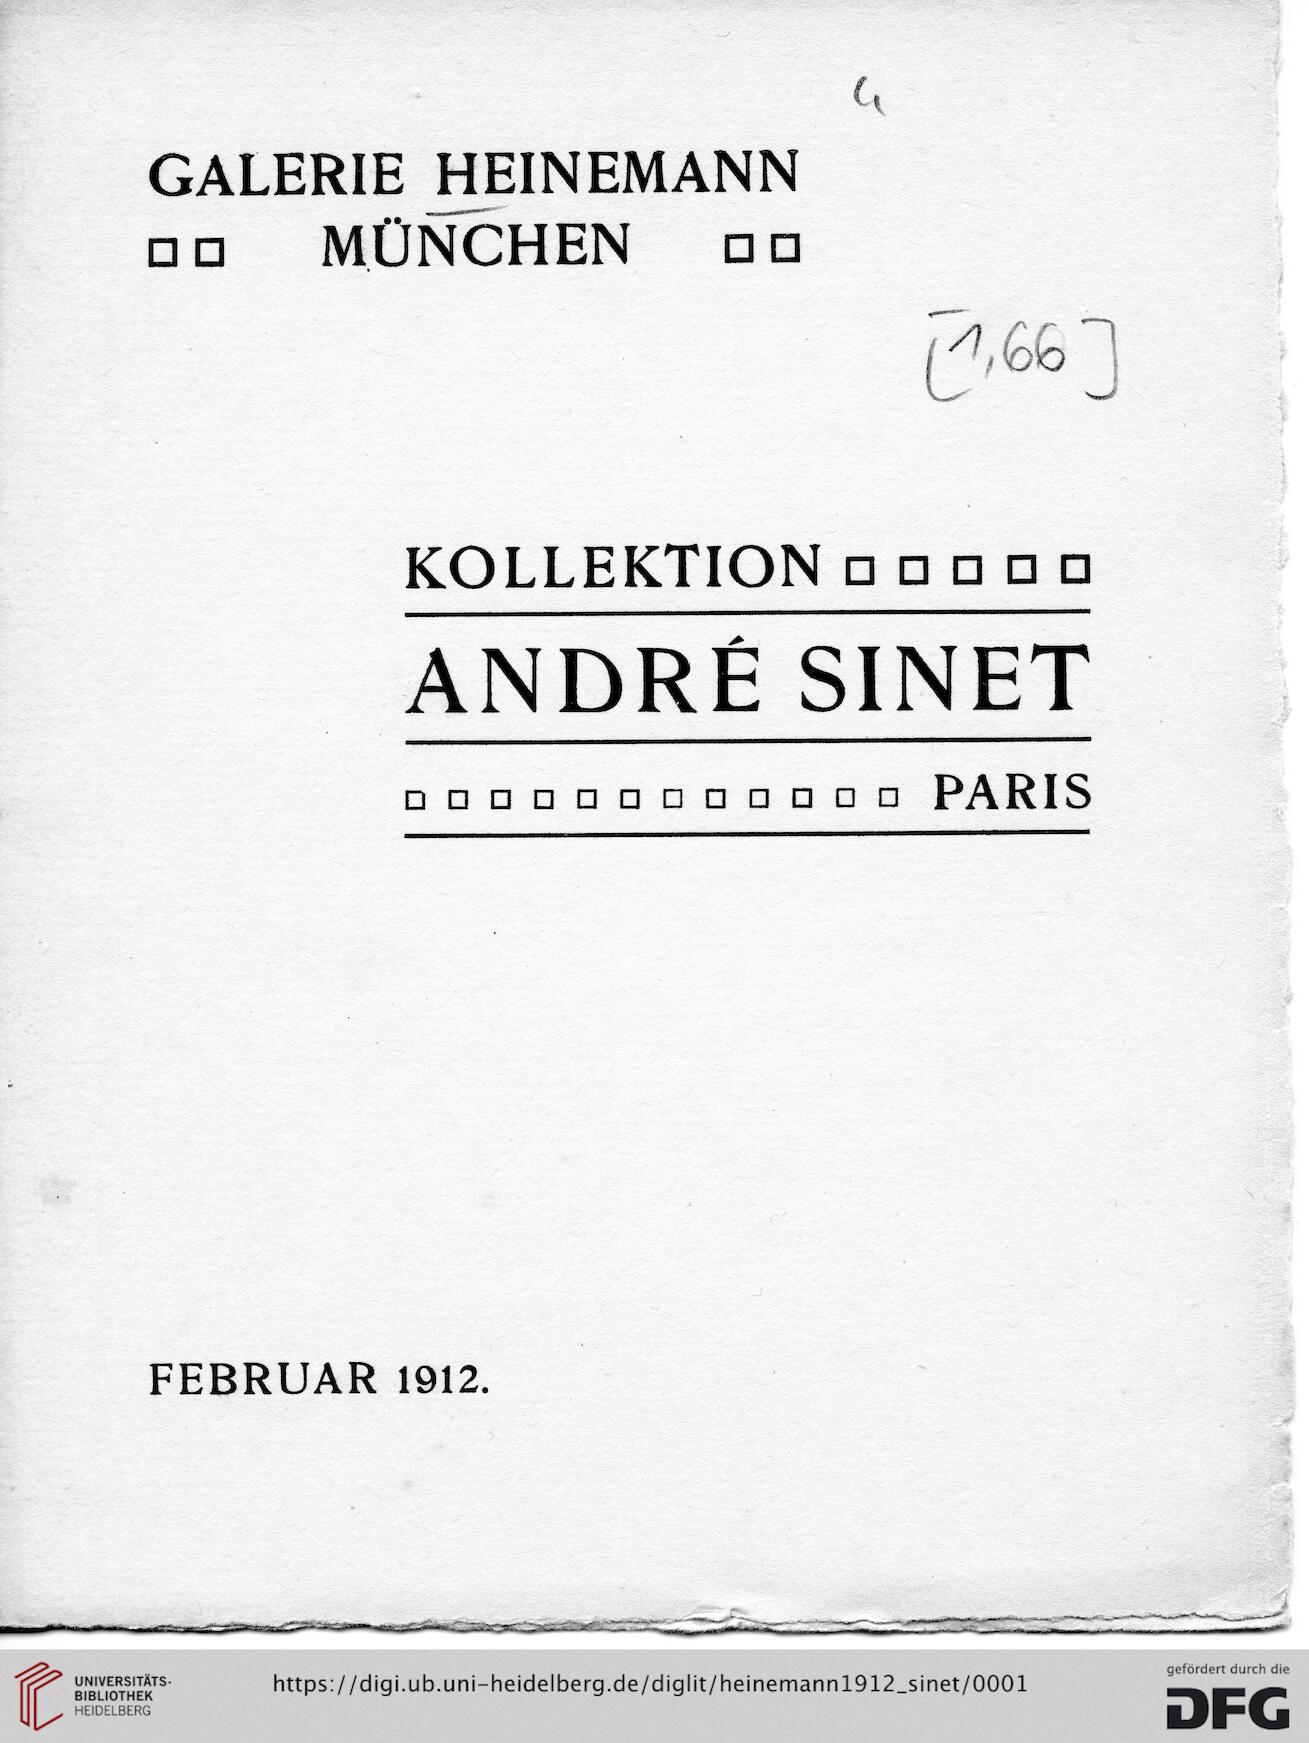 GALERIE HEINEMANN
□ □ MÜNCHEN □ □
[1,66]
KOLLEKTION □ □ □ □ □
ANDRÉ SINET
□ □ □ □ □ □ □ □ □ □ □ □ PARIS
FEBRUAR 1912.
UNIVERSITÄTS-
BIBLIOTHEK
HEIDELBERG
https://digi.ub.uni-heidelberg.de/diglit/heinemann1912_sinet/0001
gefördert durch die
DFG